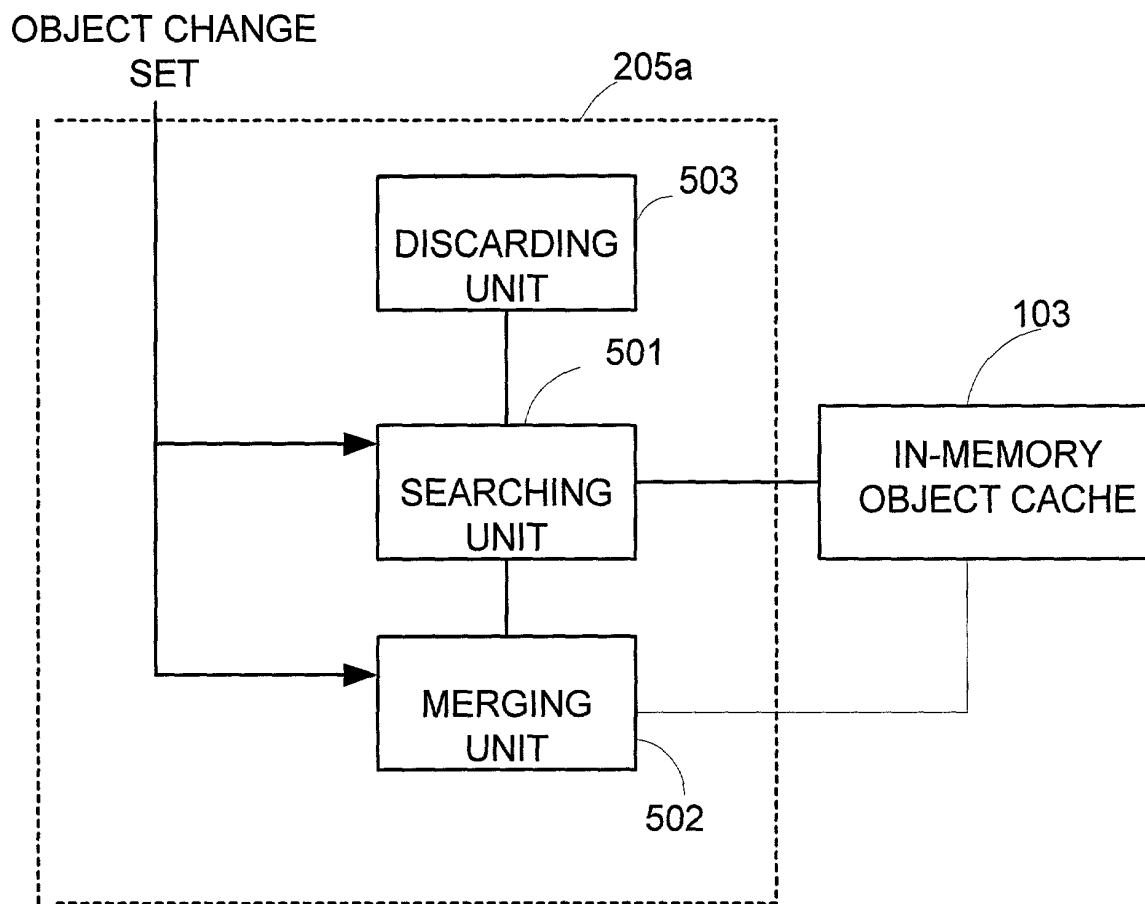 OBJECT CHANGE
SET
205a
503
DISCARDING
UNIT
501
103
SEARCHING
UNIT
IN-MEMORY
OBJECT CACHE
MERGING
UNIT
502